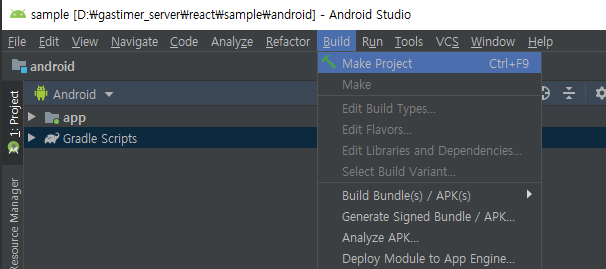 sample [D:₩gastimer_server₩react₩sample₩android] - Android Studio
File Edit View Navigate Code Analyze Refactor Build Run Tools VCS Window Help
android
Make Project Ctrl+F9
Android
Make
app
Edit Build Types...
Gradle Scripts
Edit Flavors...
Edit Libraries and Dependencies...
Select Build Variant...
Build Bundle(s) / APK(s)
Generate Signed Bundle / APK...
Analyze APK...
Deploy Module to App Engine...
1: Project
Resource Manager